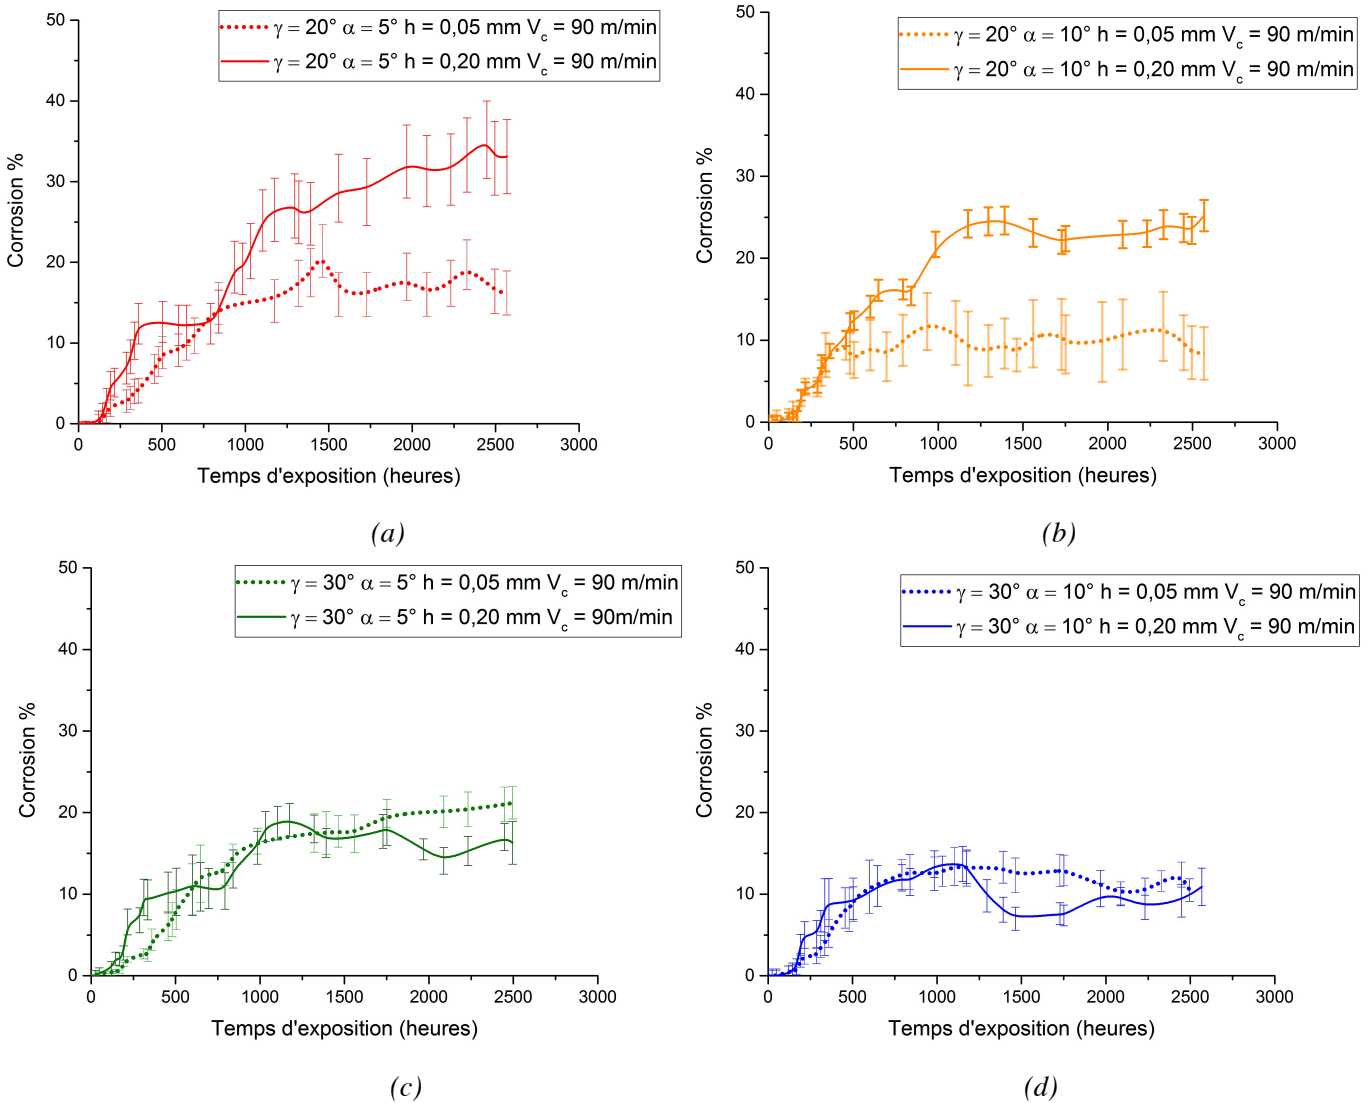 γ = 20° α = 5° h = 0,05 mm Vc = 90 m/min
γ = 20° α = 5° h = 0,20 mm Vc = 90 m/min
50
40
30
20
10
0
Corrosion %
0 500 1000 1500 2000 2500 3000
Temps d'exposition (heures)
(a)
γ = 20° α = 10° h = 0,05 mm Vc = 90 m/min
γ = 20° α = 10° h = 0,20 mm Vc = 90 m/min
50
40
30
20
10
0
Corrosion %
0 500 1000 1500 2000 2500 3000
Temps d'exposition (heures)
(b)
γ = 30° α = 5° h = 0,05 mm Vc = 90 m/min
γ = 30° α = 5° h = 0,20 mm Vc = 90m/min
50
40
30
20
10
0
Corrosion %
0 500 1000 1500 2000 2500 3000
Temps d'exposition (heures)
(c)
γ = 30° α = 10° h = 0,05 mm Vc = 90 m/min
γ = 30° α = 10° h = 0,20 mm Vc = 90 m/min
50
40
30
20
10
0
Corrosion %
0 500 1000 1500 2000 2500 3000
Temps d'exposition (heures)
(d)